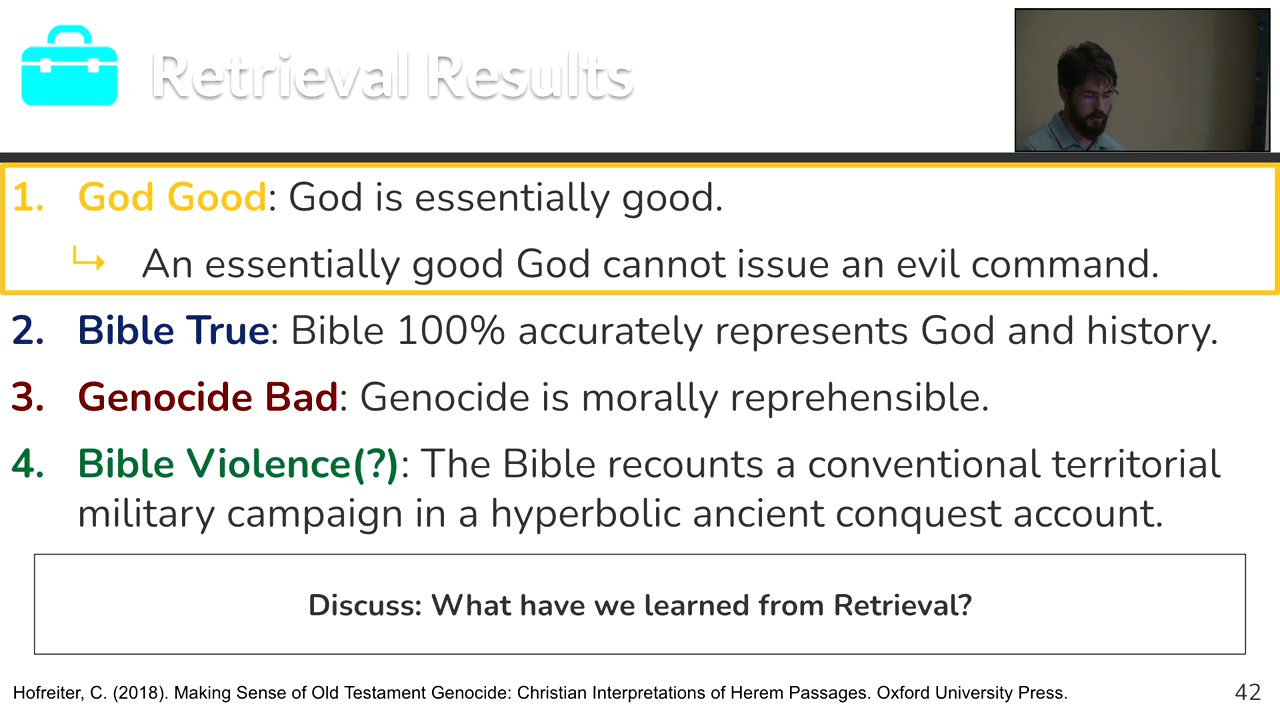 Retrieval Results
1. God Good: God is essentially good.
↳ An essentially good God cannot issue an evil command.
2. Bible True: Bible 100% accurately represents God and history.
3. Genocide Bad: Genocide is morally reprehensible.
4. Bible Violence(?): The Bible recounts a conventional territorial
military campaign in a hyperbolic ancient conquest account.
Discuss: What have we learned from Retrieval?
Hofreiter, C. (2018). Making Sense of Old Testament Genocide: Christian Interpretations of Herem Passages. Oxford University Press.
42